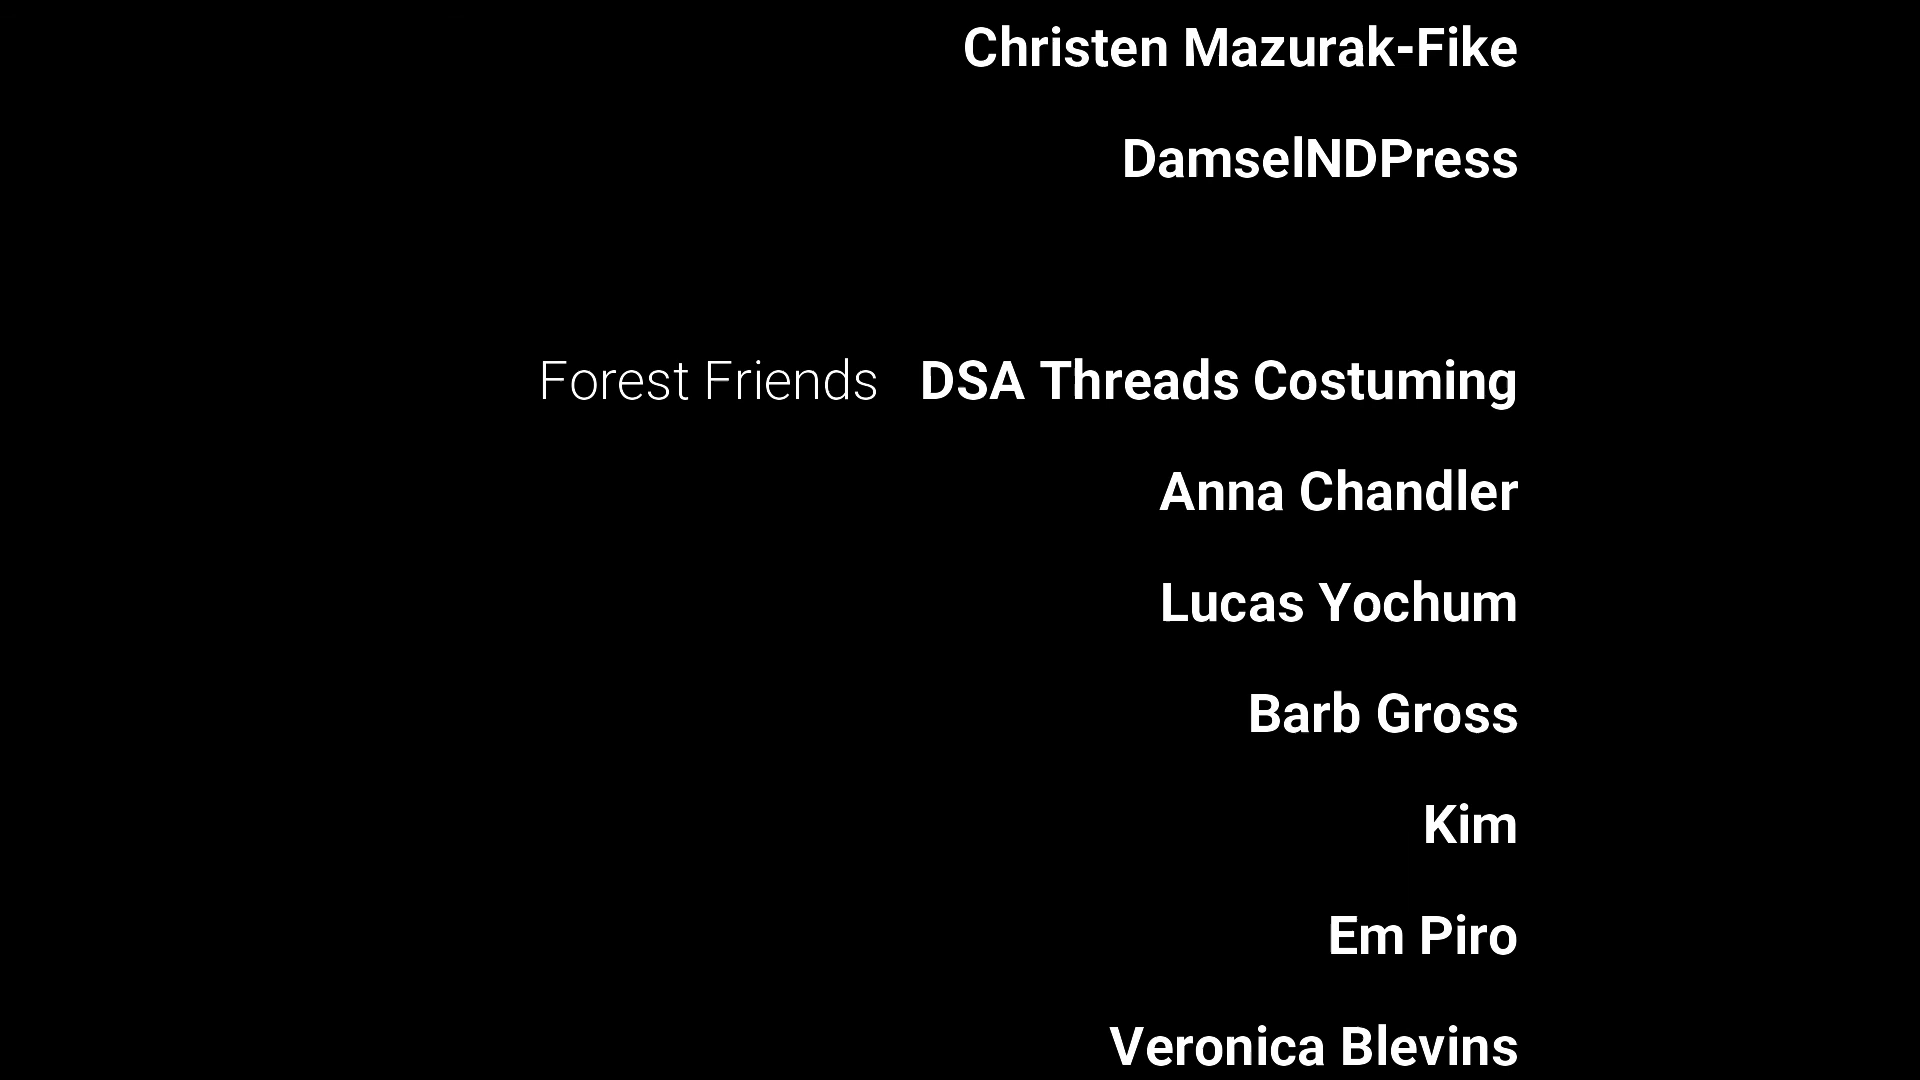 Christen Mazurak-Fike
DamselNDPress
Forest Friends DSA Threads Costuming
Anna Chandler
Lucas Yochum
Barb Gross
Kim
Em Piro
Veronica Blevins